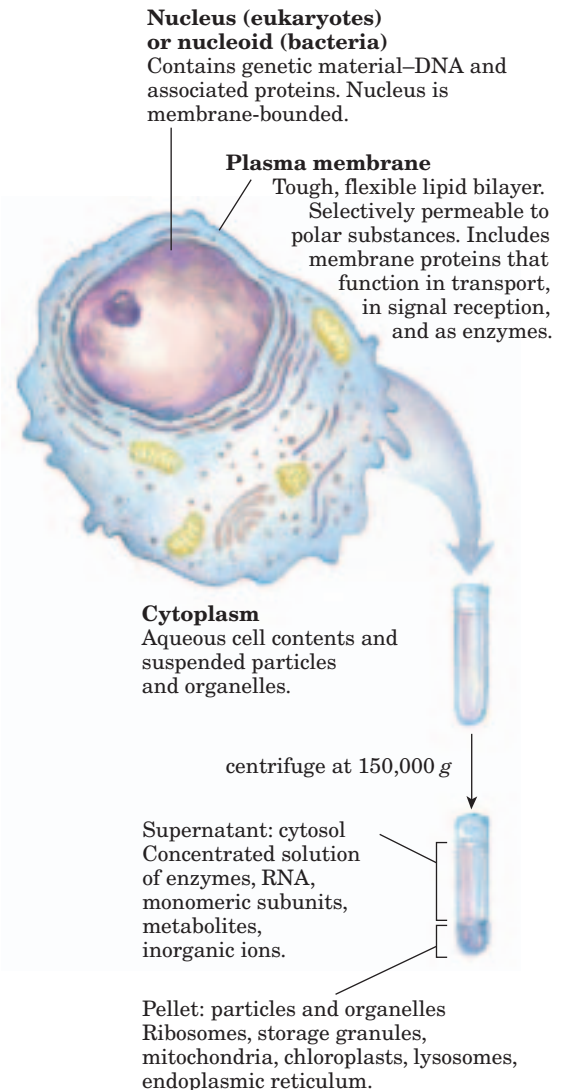 Nucleus (eukaryotes)
or nucleoid (bacteria)
Contains genetic material–DNA and
associated proteins. Nucleus is
membrane-bounded.
Plasma membrane
Tough, flexible lipid bilayer.
Selectively permeable to
polar substances. Includes
membrane proteins that
function in transport,
in signal reception,
and as enzymes.
Cytoplasm
Aqueous cell contents and
suspended particles
and organelles.
centrifuge at 150,000 g
Supernatant: cytosol
Concentrated solution
of enzymes, RNA,
monomeric subunits,
metabolites,
inorganic ions.
Pellet: particles and organelles
Ribosomes, storage granules,
mitochondria, chloroplasts, lysosomes,
endoplasmic reticulum.